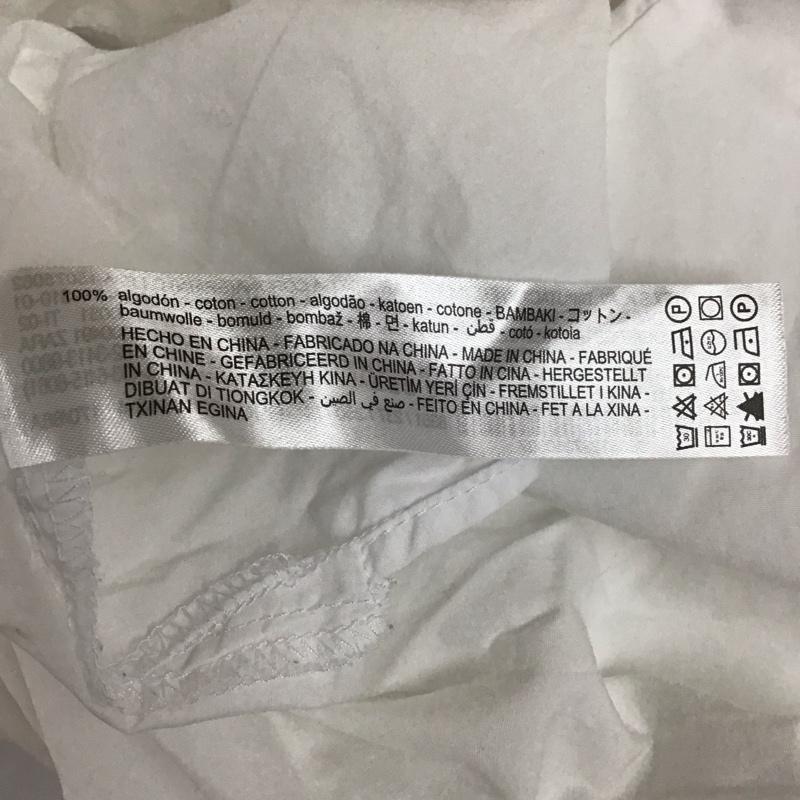 100% algodón - coton - cotton - algodão - katoen - cotone - BAMBAKI - コットン -
baumwolle - bomuld - bombaž - 棉 - 면 - katun - قطن - cotó - kotoia
HECHO EN CHINA - FABRICADO NA CHINA - MADE IN CHINA - FABRIQUÉ
EN CHINE - GEFABRICEERD IN CHINA - FATTO IN CINA - HERGESTELLT
IN CHINA - ΚΑΤΑΣΚΕΥΗ ΚΙΝΑ - ÜRETİM YERİ ÇİN - FREMSTILLET I KINA -
DIBUAT DI TIONGKOK - صنع في الصين - FEITO EN CHINA - FET A LA XINA -
TXINAN EGINA
P P